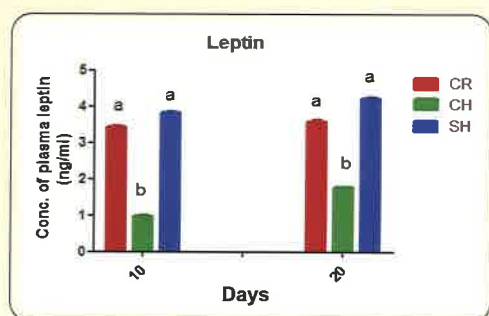 Leptin
Conc. of plasma leptin
(ng/ml)
5
4
3
2
1
0
a
b
a
a
b
a
10
20
Days
CR
CH
SH